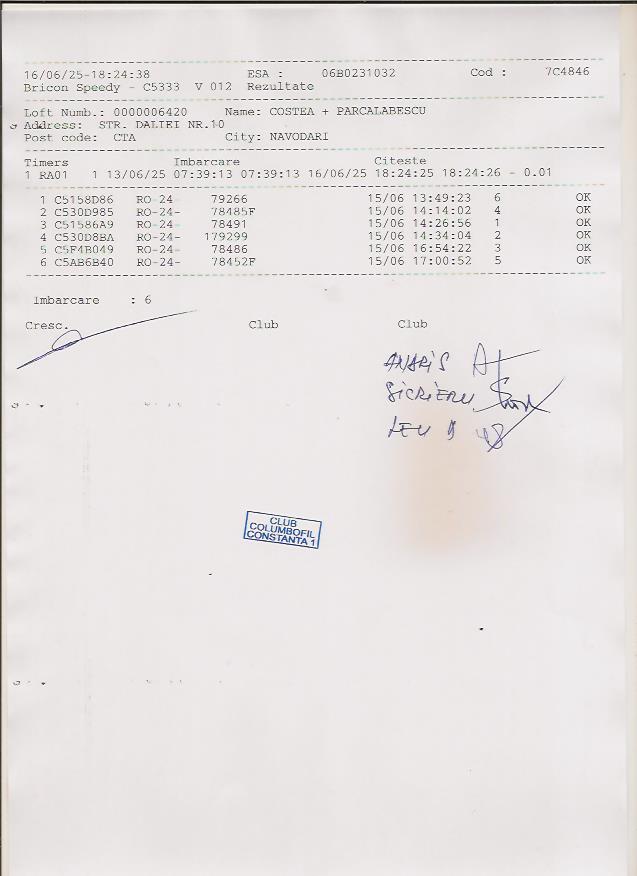 16/06/25-18:24:38 ESA : 06B0231032 Cod : 7C4846
Bricon Speedy - C5333 V 012 Rezultate
Loft Numb.: 0000006420 Name: COSTEA + PARCALABESCU
Address: STR. DALIEI NR.10
Post code: CTA City: NAVODARI
Timers Imbarcare Citeste
1 RA01 1 13/06/25 07:39:13 07:39:13 16/06/25 18:24:25 18:24:26 - 0.01
1 C5158D86 RO-24- 79266 15/06 13:49:23 6 OK
2 C530D985 RO-24- 78485F 15/06 14:14:02 4 OK
3 C51586A9 RO-24- 78491 15/06 14:26:56 1 OK
4 C530D8BA RO-24- 179299 15/06 14:34:04 2 OK
5 C5F4B049 RO-24- 78486 15/06 16:54:22 3 OK
6 C5AB6B40 RO-24- 78452F 15/06 17:00:52 5 OK
Imbarcare : 6
Cresc. Club Club
SICRIERU
CLUB
COLUMBOFIL
CONSTANTA 1